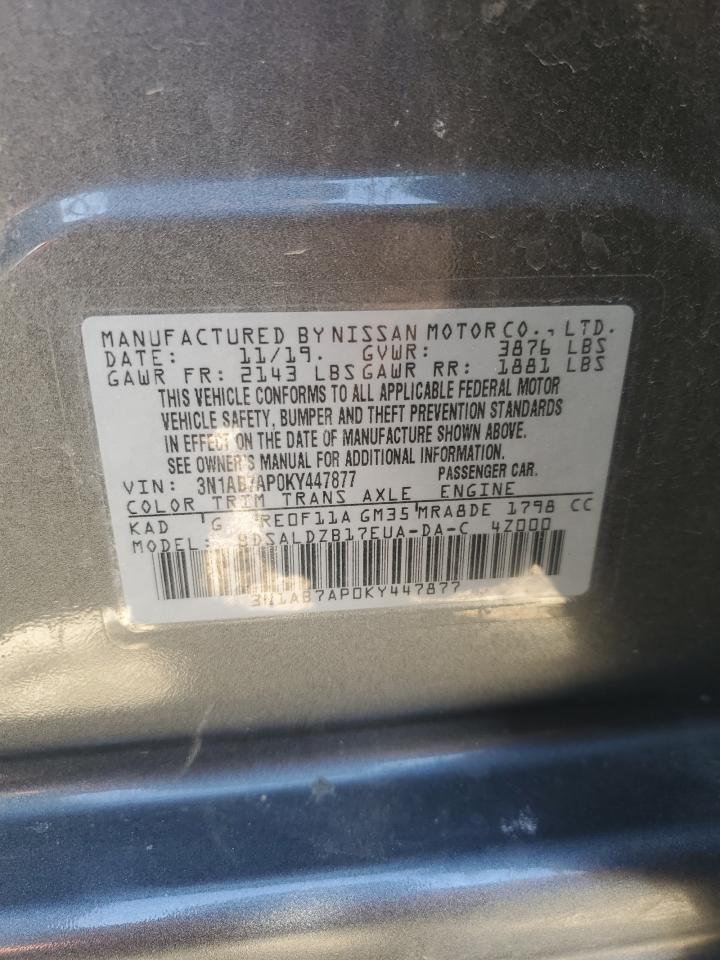 MANUFACTURED BY NISSAN MOTOR CO., LTD.
DATE: 11/19. GVWR: 3876 LBS
GAWR FR: 2143 LBS GAWR RR: 1881 LBS
THIS VEHICLE CONFORMS TO ALL APPLICABLE FEDERAL MOTOR
VEHICLE SAFETY, BUMPER AND THEFT PREVENTION STANDARDS
IN EFFECT ON THE DATE OF MANUFACTURE SHOWN ABOVE.
SEE OWNER'S MANUAL FOR ADDITIONAL INFORMATION.
VIN: 3N1AB7AP0KY447877 PASSENGER CAR.
COLOR TRIM TRANS AXLE ENGINE
KAD G RE0F11A GM35 MRA8DE 1798 CC
MODEL: BDSALDZB17EUA-DA-C 4Z000
3N1AB7AP0KY447877